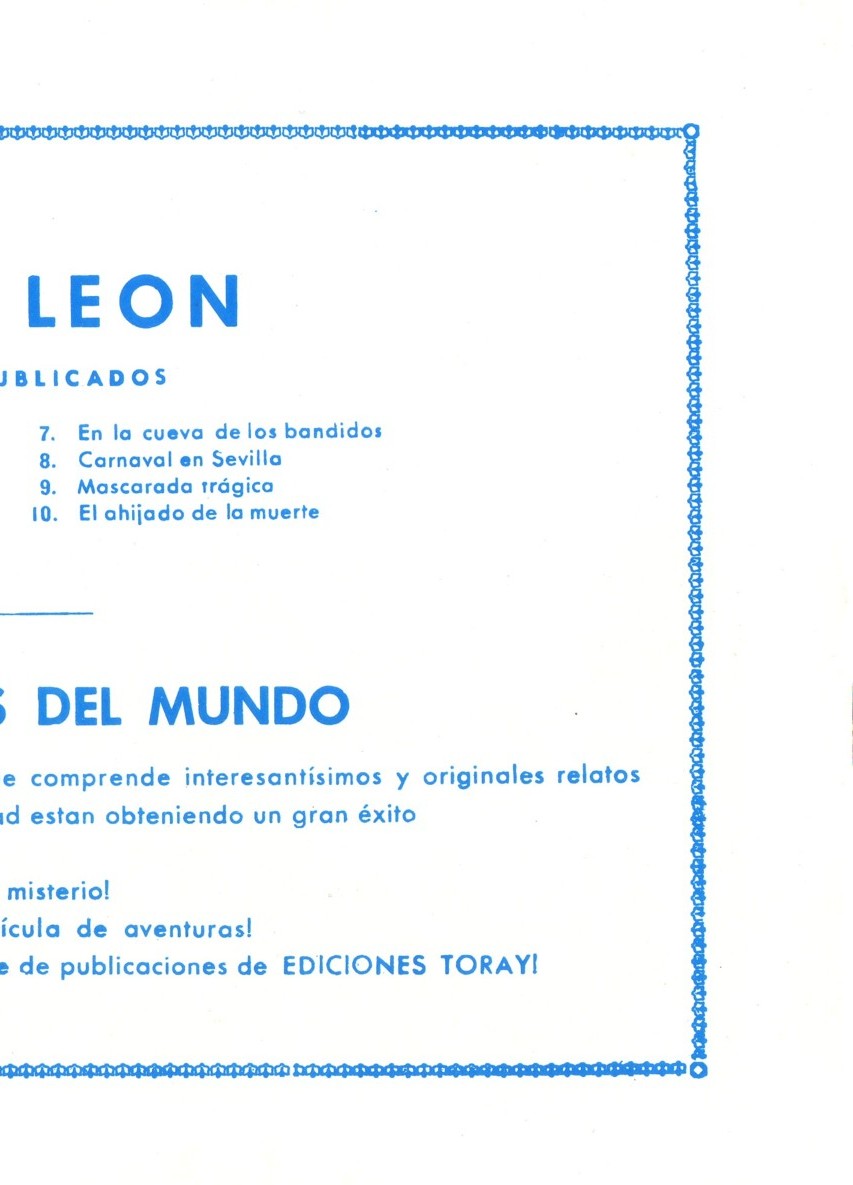 LEON
UBLICADOS
7. En la cueva de los bandidos
8. Carnaval en Sevilla
9. Mascarada trágica
10. El ahijado de la muerte
S DEL MUNDO
e comprende interesantísimos y originales relatos
ad estan obteniendo un gran éxito
misterio!
ícula de aventuras!
e de publicaciones de EDICIONES TORAY!